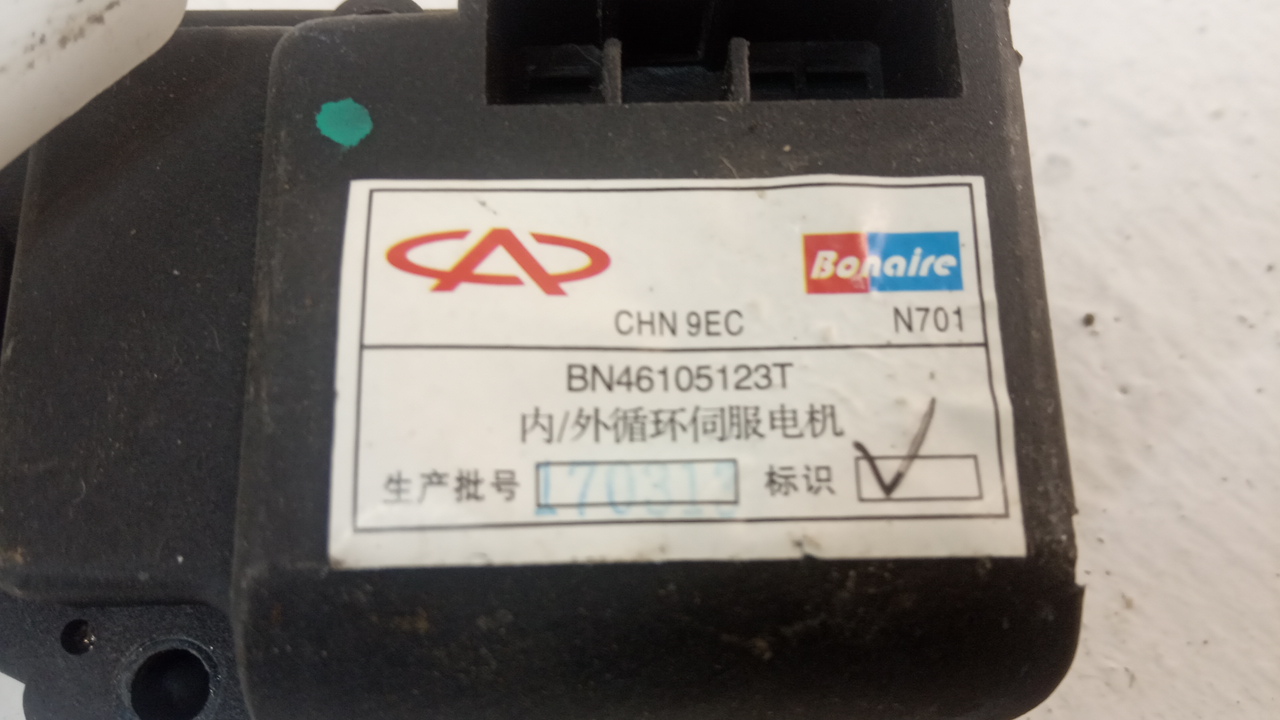 Bonaire
CHN 9EC N701
BN46105123T
内/外循环伺服电机
生产批号 170313 标识